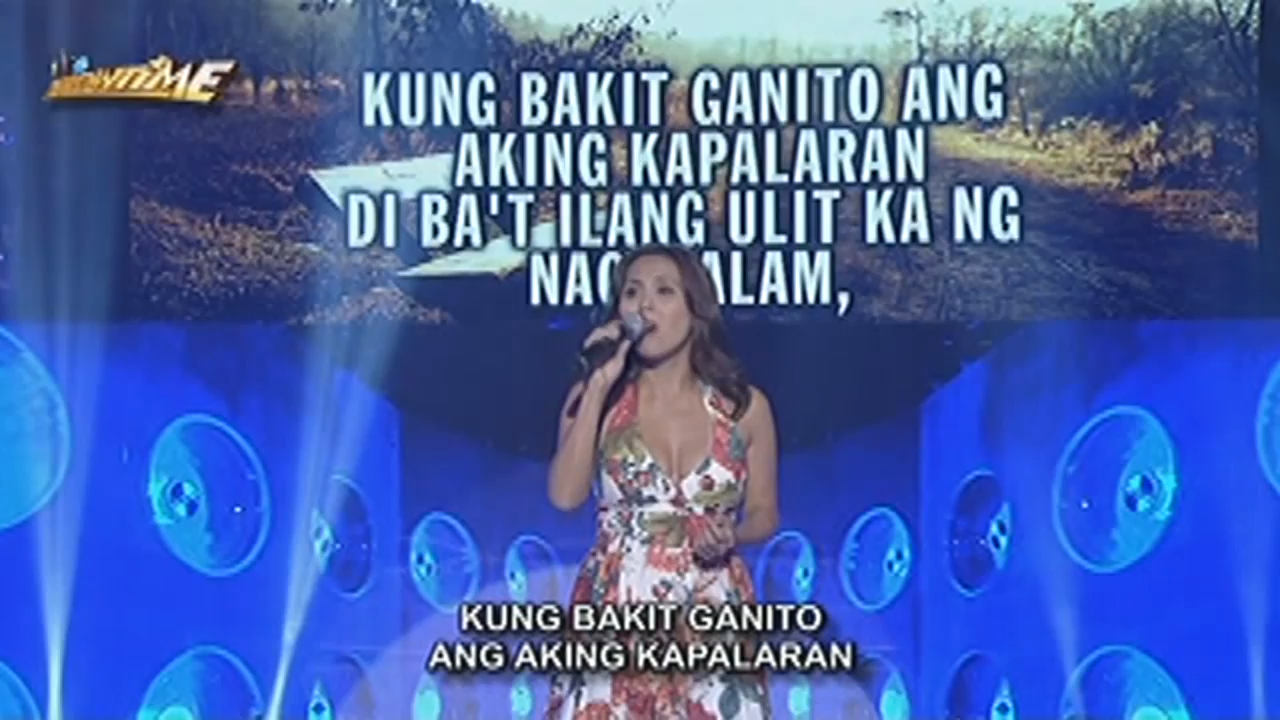 KUNG BAKIT GANITO ANG
AKING KAPALARAN
DI BA'T ILANG ULIT KA NG
KUNG BAKIT GANITO
ANG AKING KAPALARAN